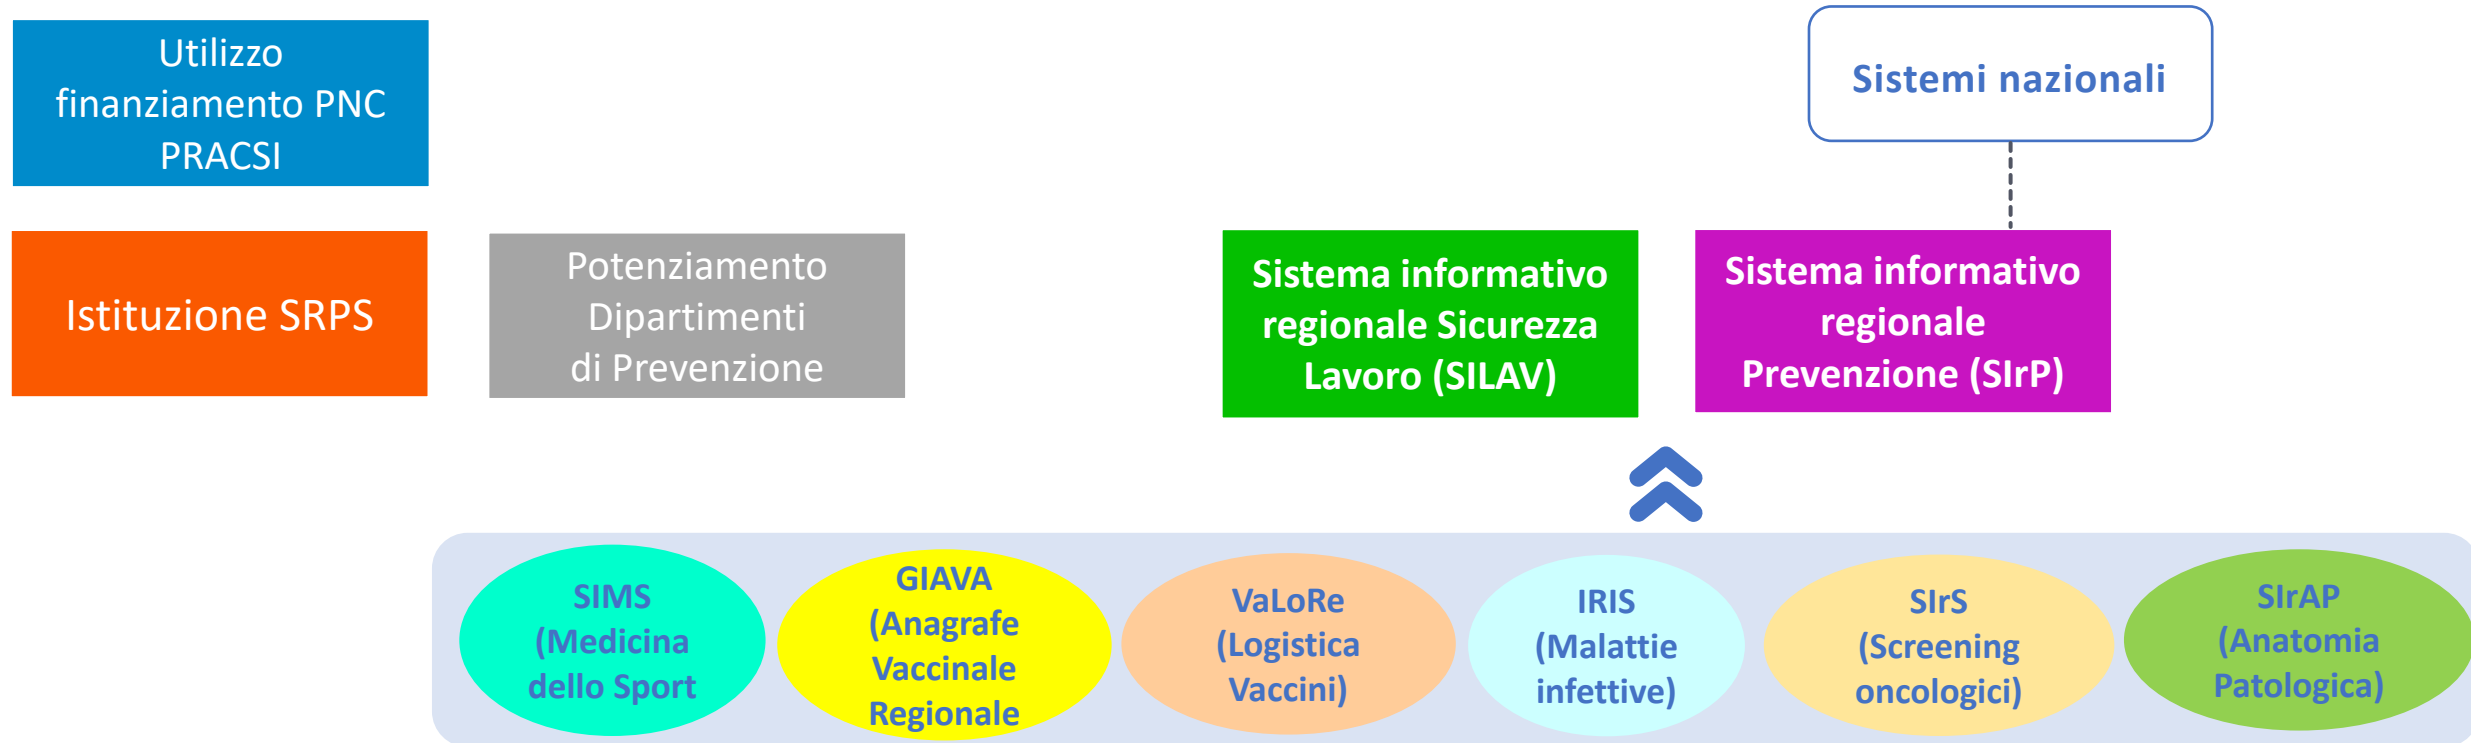 Utilizzo
finanziamento PNC
PRACSI
Sistemi nazionali
Istituzione SRPS
Potenziamento
Dipartimenti
di Prevenzione
Sistema informativo
regionale Sicurezza
Lavoro (SILAV)
Sistema informativo
regionale
Prevenzione (SIrP)
SIMS
(Medicina
dello Sport
GIAVA
(Anagrafe
Vaccinale
Regionale
VaLoRe
(Logistica
Vaccini)
IRIS
(Malattie
infettive)
SIrS
(Screening
oncologici)
SIrAP
(Anatomia
Patologica)